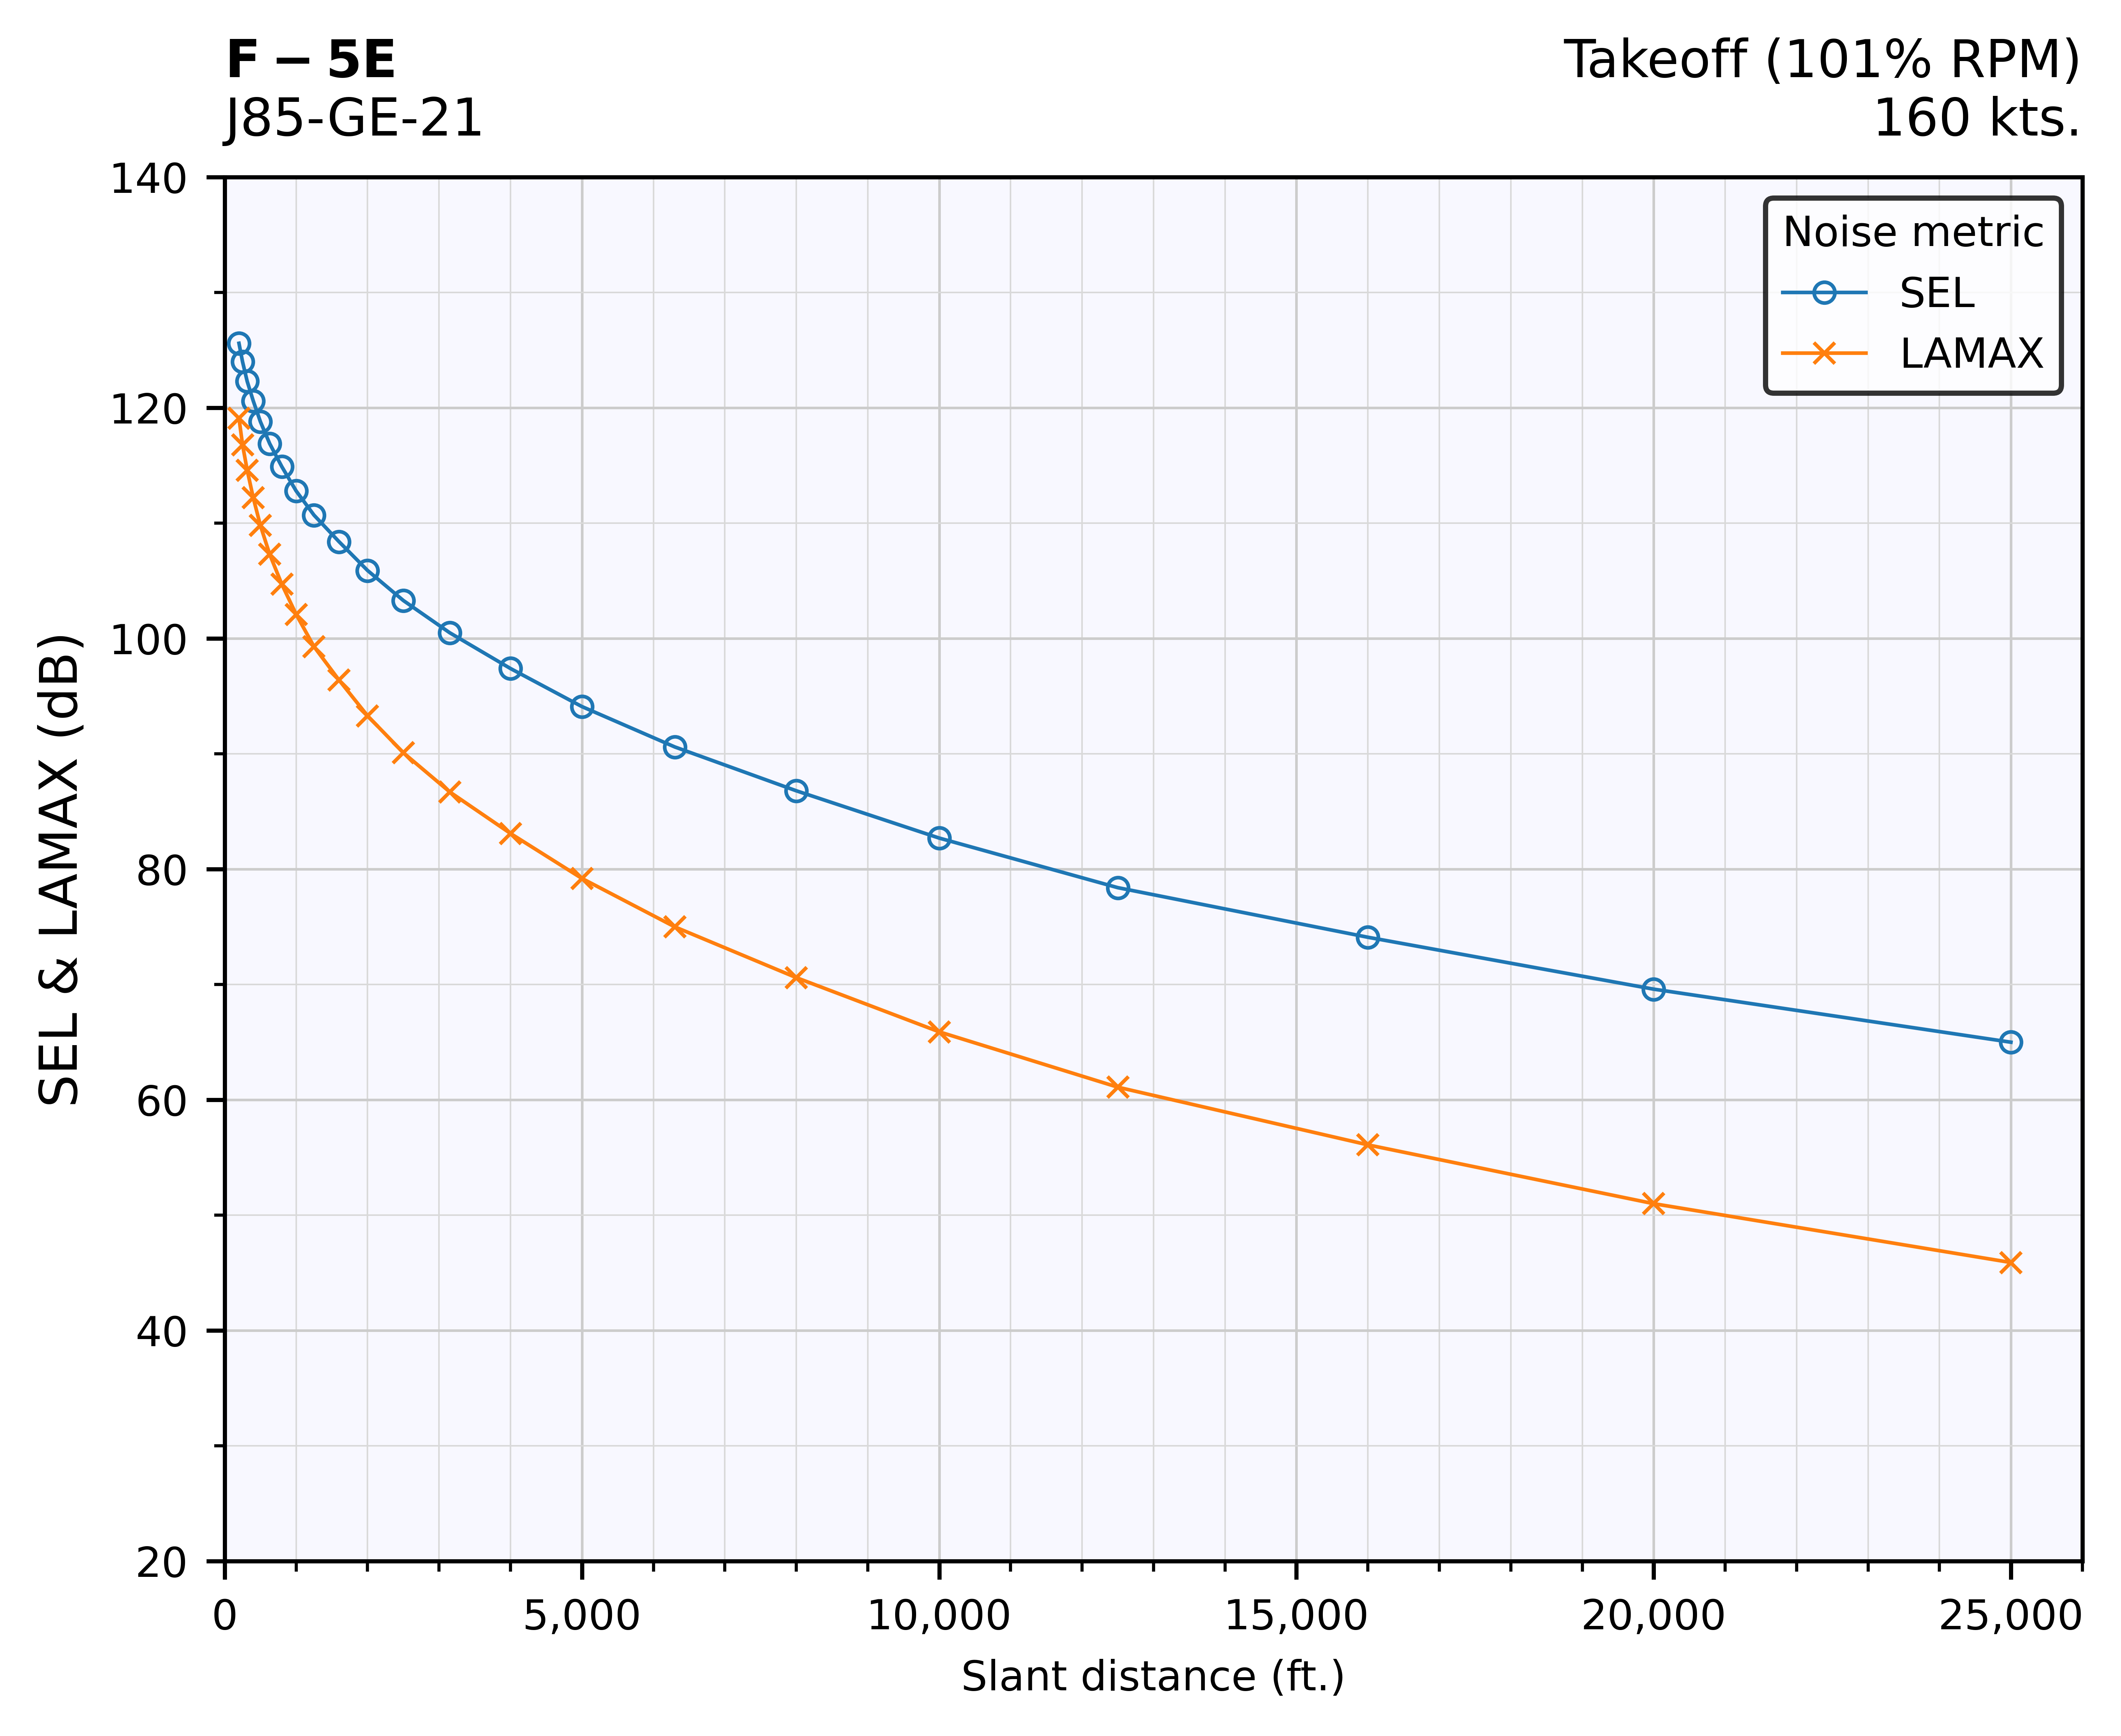 F − 5E
J85-GE-21
Takeoff (101% RPM)
160 kts.
Noise metric
SEL
LAMAX
SEL & LAMAX (dB)
140
120
100
80
60
40
20
0
5,000
10,000
15,000
20,000
25,000
Slant distance (ft.)